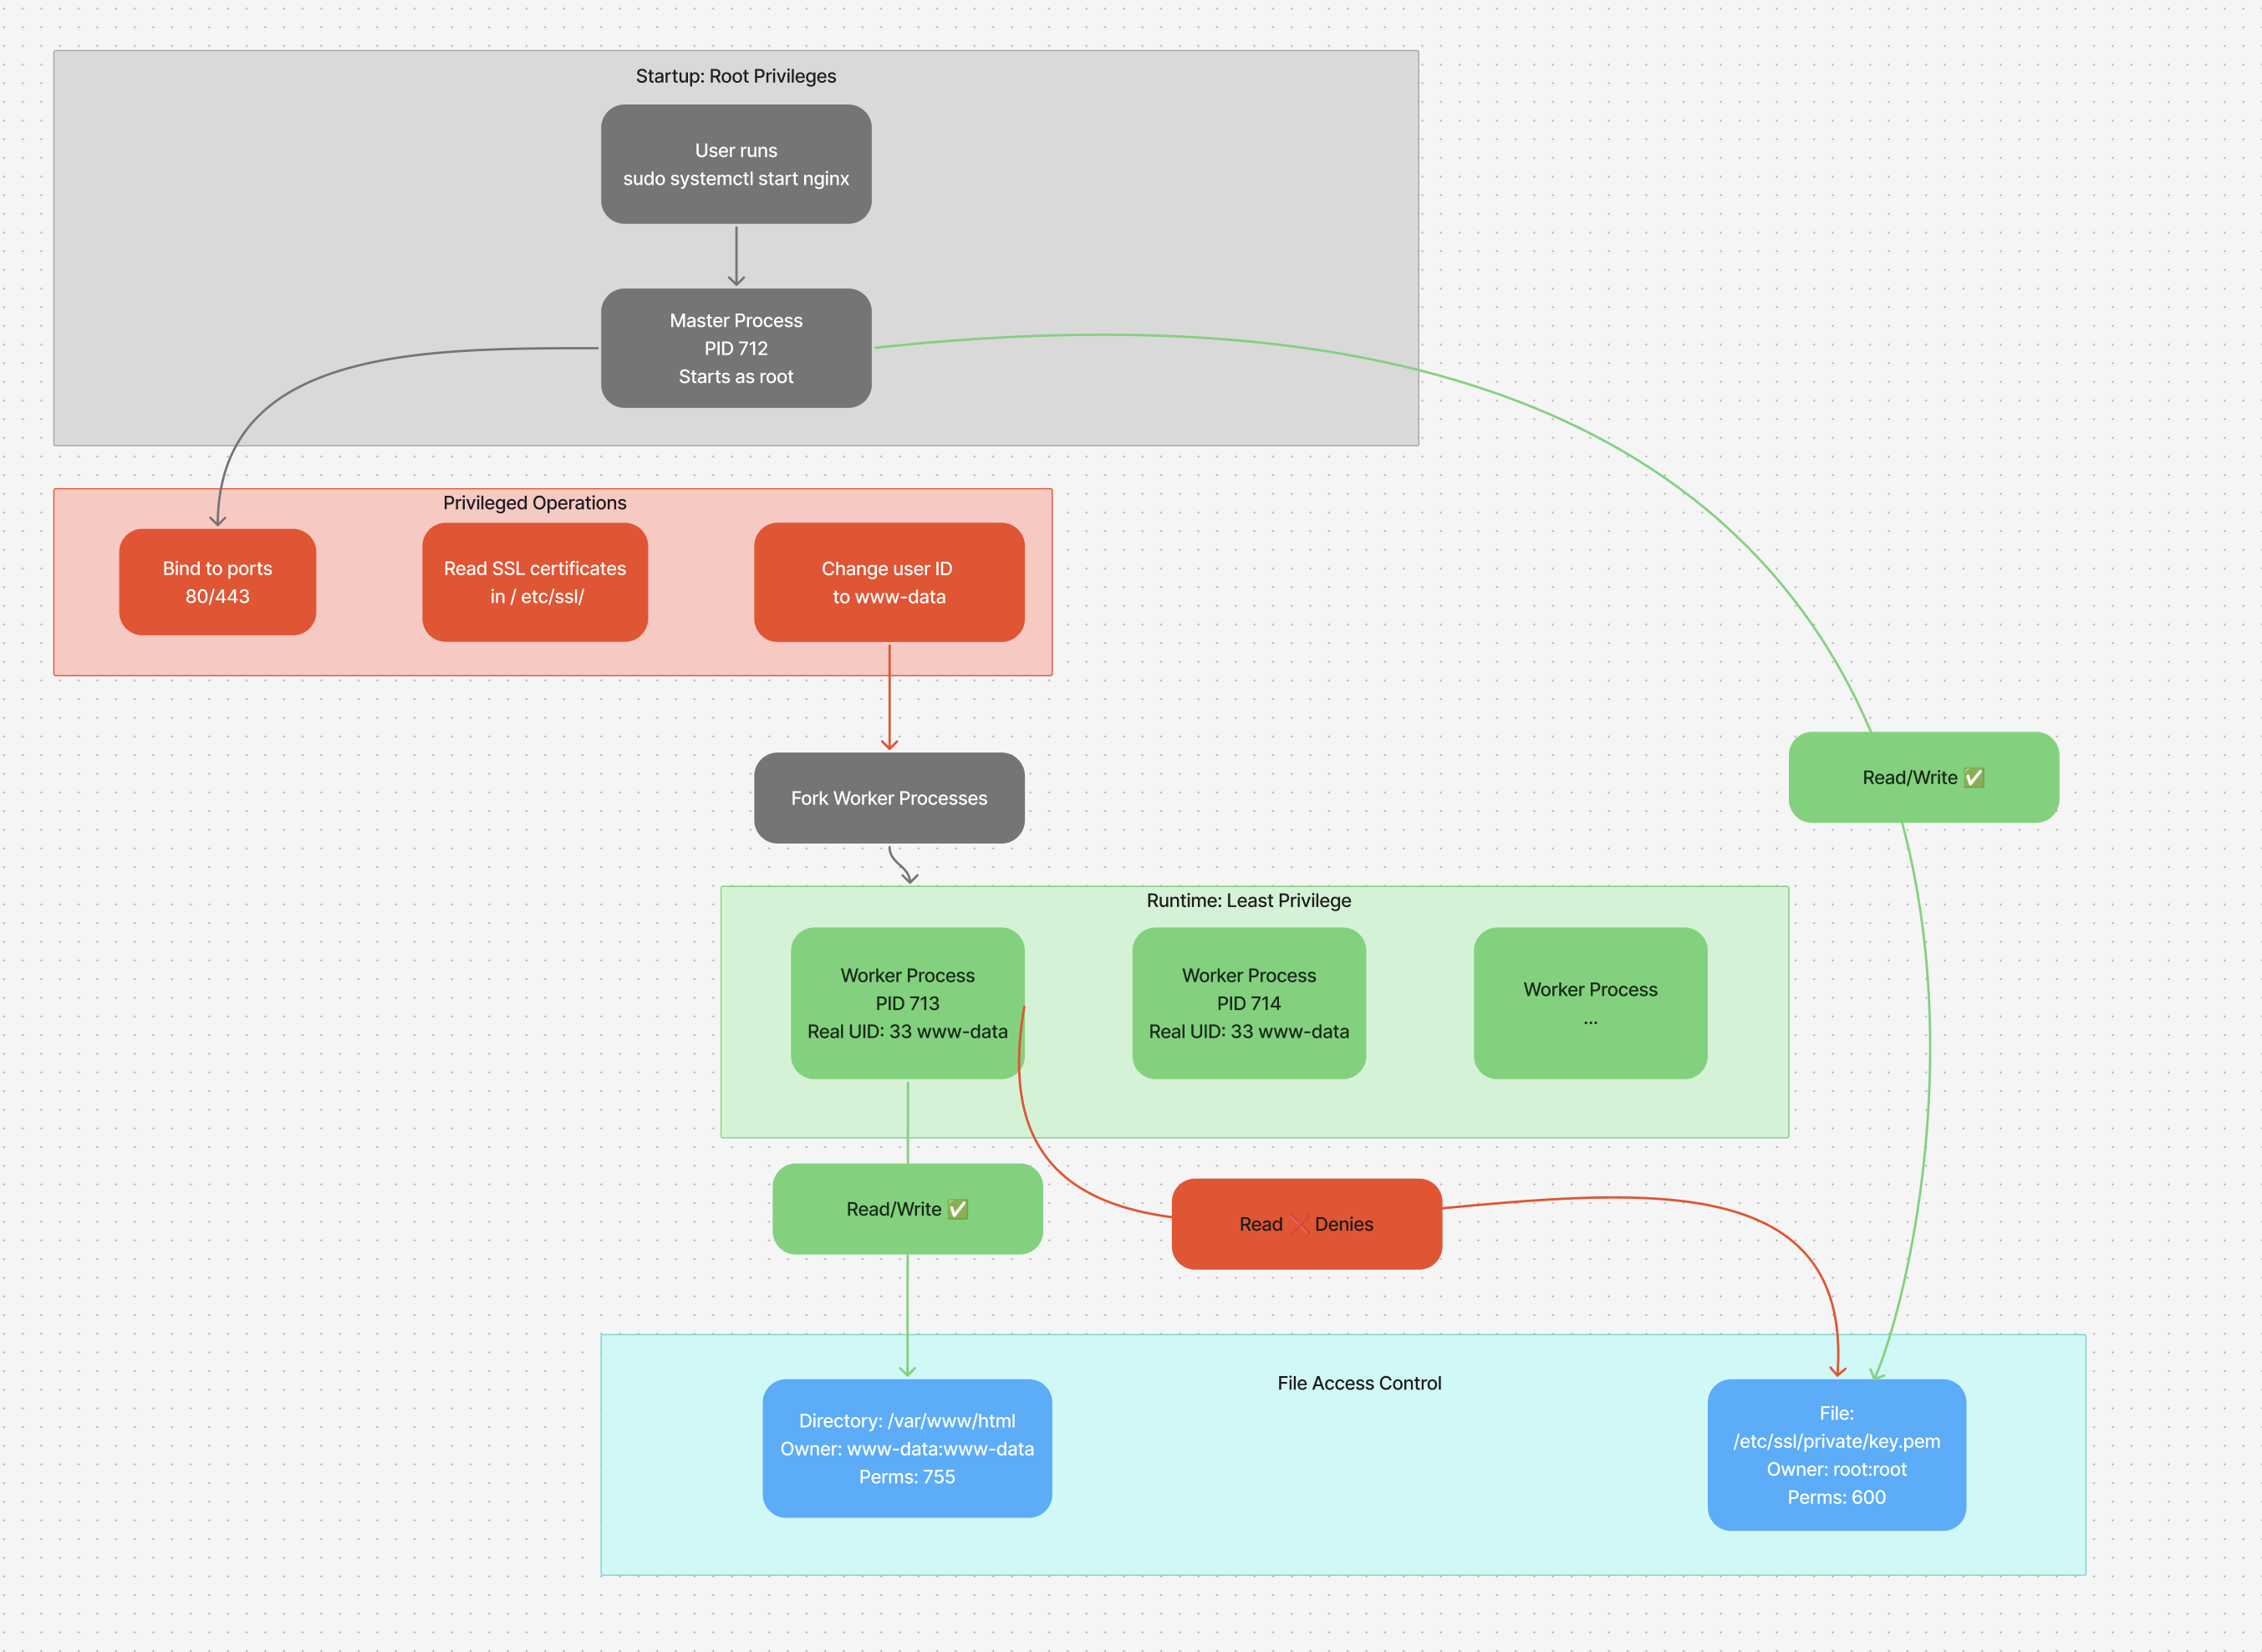 Startup: Root Privileges
User runs
sudo systemctl start nginx
Master Process
PID 712
Starts as root
Privileged Operations
Bind to ports
80/443
Read SSL certificates
in / etc/ssl/
Change user ID
to www-data
Fork Worker Processes
Read/Write ✅
Runtime: Least Privilege
Worker Process
PID 713
Real UID: 33 www-data
Worker Process
PID 714
Real UID: 33 www-data
Worker Process
...
Read/Write ✅
Read ❌ Denies
File Access Control
Directory: /var/www/html
Owner: www-data:www-data
Perms: 755
File:
/etc/ssl/private/key.pem
Owner: root:root
Perms: 600